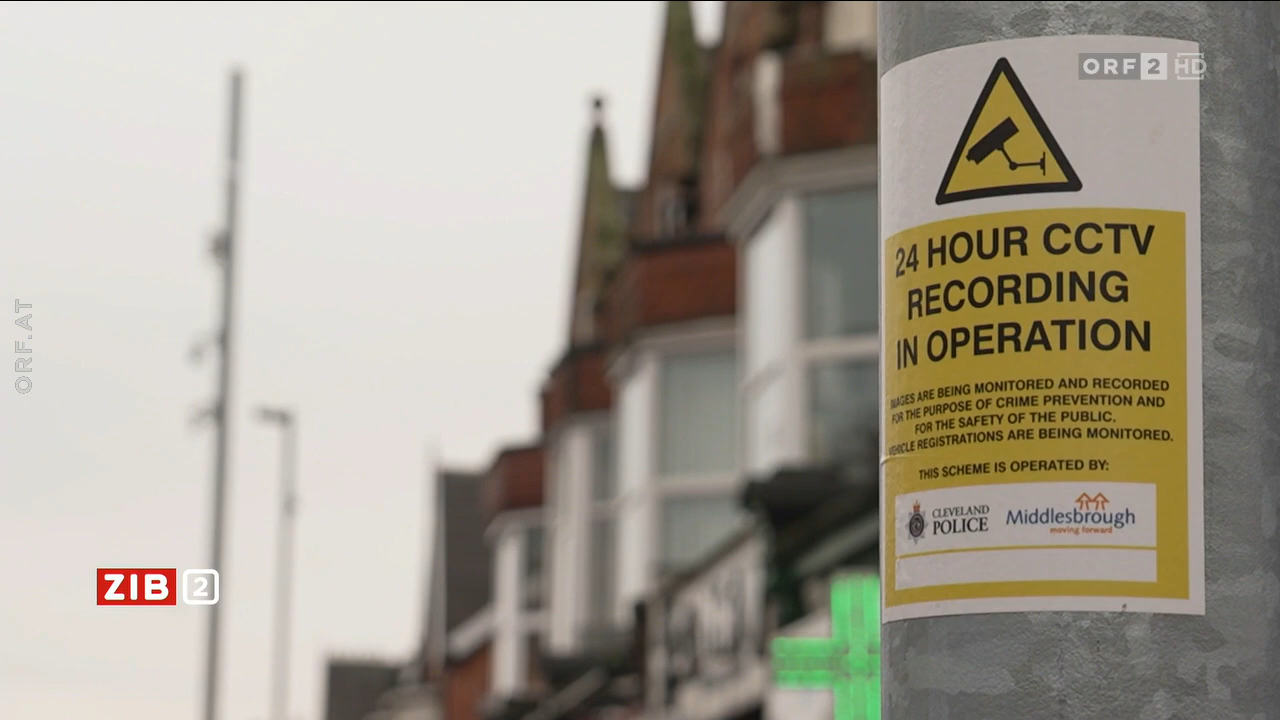 ORF 2 HD
24 HOUR CCTV
RECORDING
IN OPERATION
IMAGES ARE BEING MONITORED AND RECORDED
FOR THE PURPOSE OF CRIME PREVENTION AND
FOR THE SAFETY OF THE PUBLIC.
VEHICLE REGISTRATIONS ARE BEING MONITORED.
THIS SCHEME IS OPERATED BY:
CLEVELAND
POLICE
Middlesbrough
moving forward
ORF.AT
ZIB 2